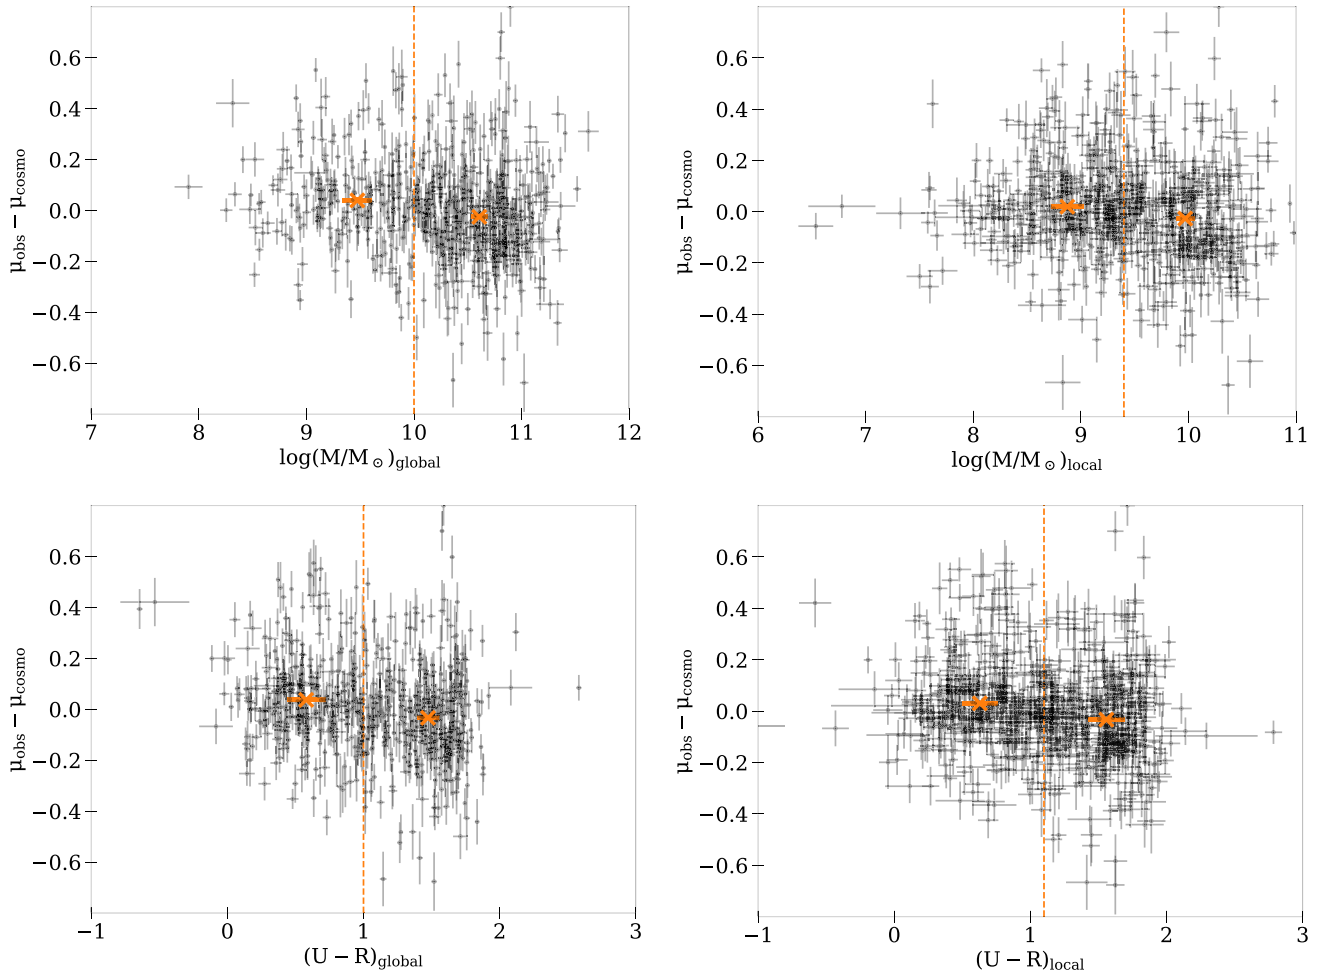 0.6
0.4
0.2
0.0
−0.2
−0.4
−0.6
μobs − μcosmo
7 8 9 10 11 12
log(M/M⊙)global
0.6
0.4
0.2
0.0
−0.2
−0.4
−0.6
μobs − μcosmo
6 7 8 9 10 11
log(M/M⊙)local
0.6
0.4
0.2
0.0
−0.2
−0.4
−0.6
μobs − μcosmo
−1 0 1 2 3
(U − R)global
0.6
0.4
0.2
0.0
−0.2
−0.4
−0.6
μobs − μcosmo
−1 0 1 2 3
(U − R)local